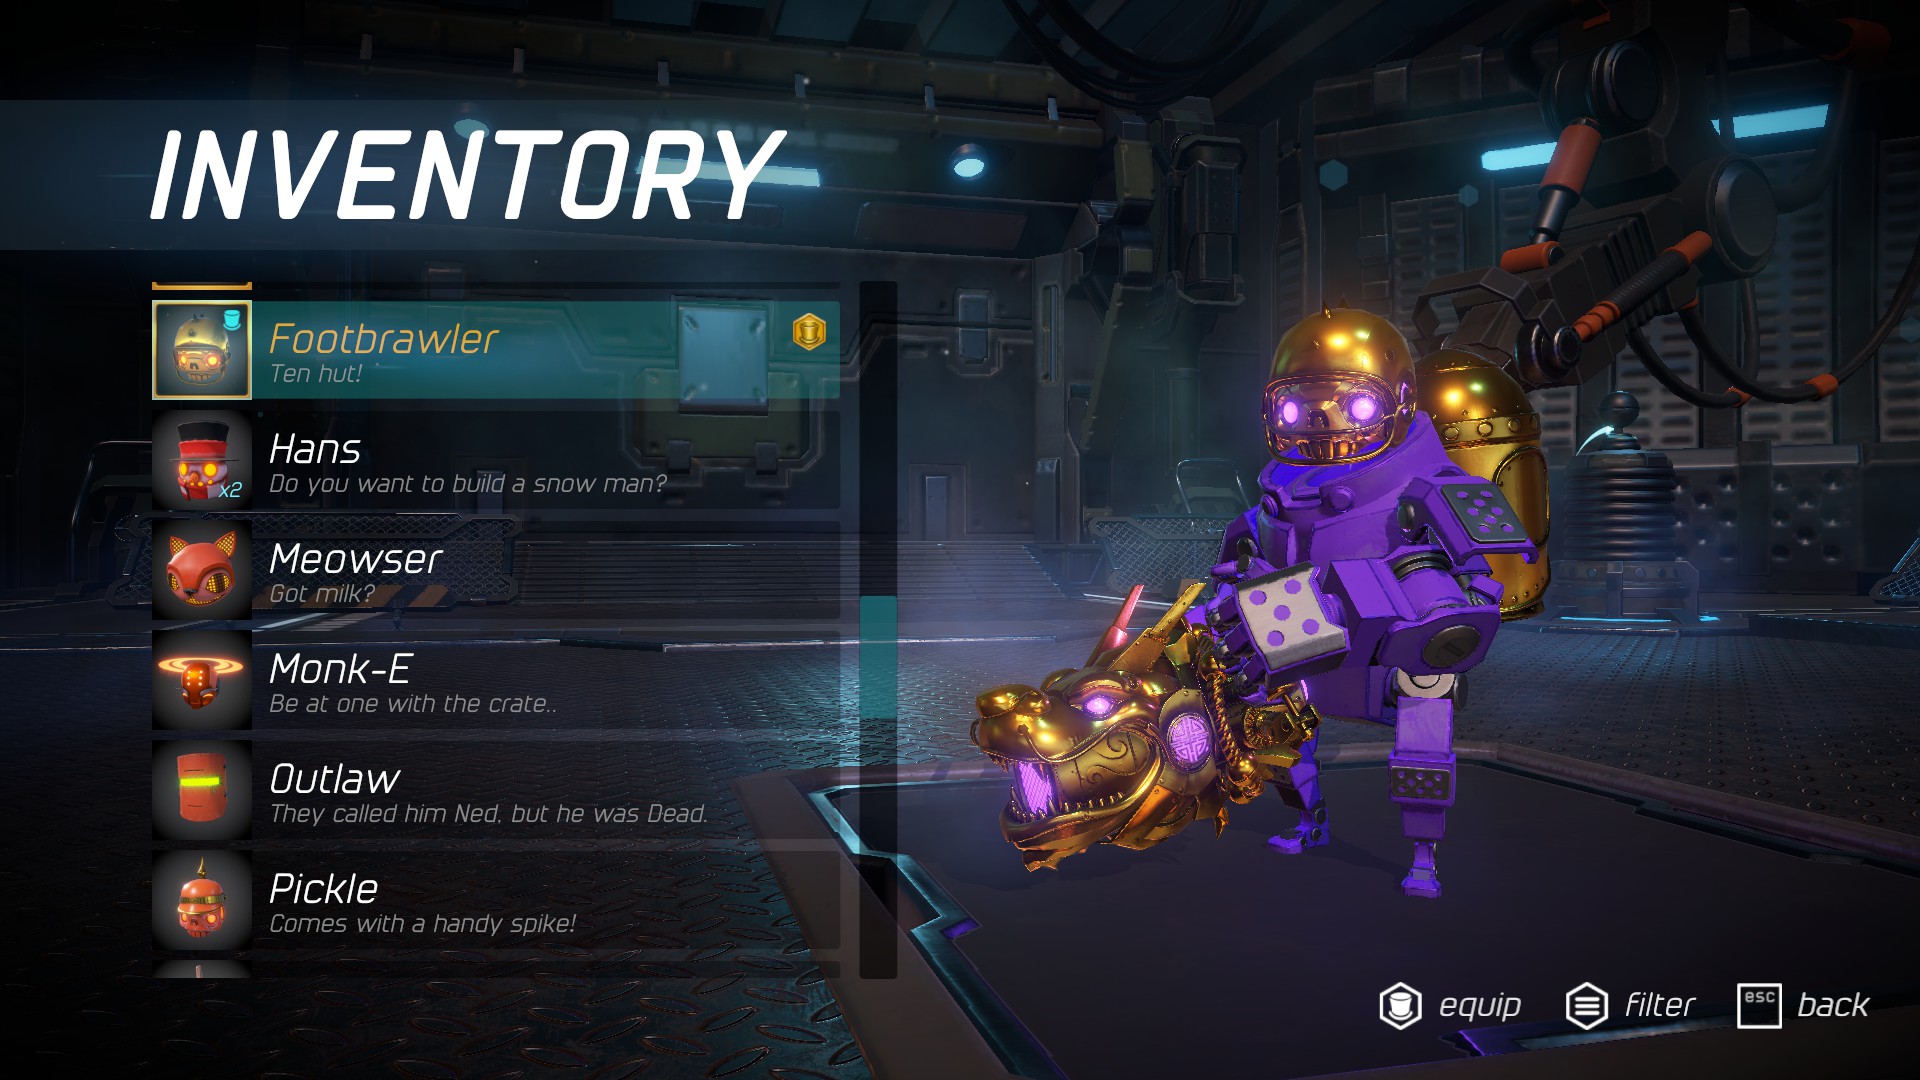 INVENTORY
Footbrawler
Ten hut!
Hans
Do you want to build a snow man?
x2
Meowser
Got milk?
Monk-E
Be at one with the crate..
Outlaw
They called him Ned, but he was Dead.
Pickle
Comes with a handy spike!
equip
filter
esc
back